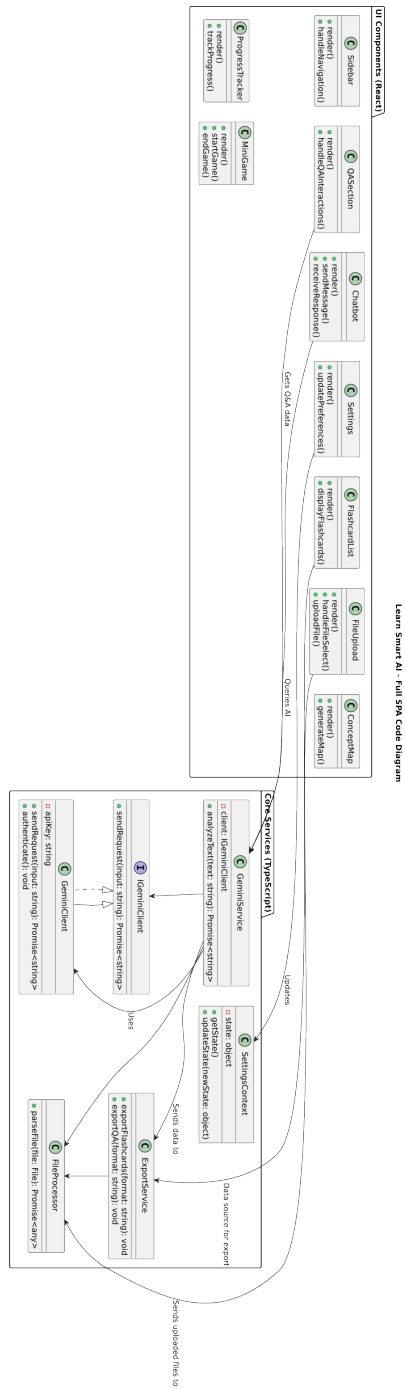 Learn Smart AI - Full SPA Code Diagram
UI Components (React)
C Sidebar
render()
handleNavigation()
C QASection
render()
handleQAInteractions()
C Chatbot
render()
sendMessage()
receiveResponse()
C Settings
render()
updatePreferences()
C FlashcardList
render()
displayFlashcards()
C FileUpload
render()
handleFileSelect()
uploadFile()
C ConceptMap
render()
generateMap()
C ProgressTracker
render()
trackProgress()
C MiniGame
render()
startGame()
endGame()
Gets Q&A data
Queries AI
Updates
Core Services (TypeScript)
C GeminiService
client: IGeminiClient
analyzeText(text: string): Promise<string>
C SettingsContext
state: object
getState()
updateState(newState: object)
I IGeminiClient
sendRequest(input: string): Promise<string>
C ExportService
exportFlashcards(format: string): void
exportQA(format: string): void
C GeminiClient
apiKey: string
sendRequest(input: string): Promise<string>
authenticate(): void
C FileProcessor
parseFile(file: File): Promise<any>
Uses
Sends data to
Data source for export
Sends uploaded files to